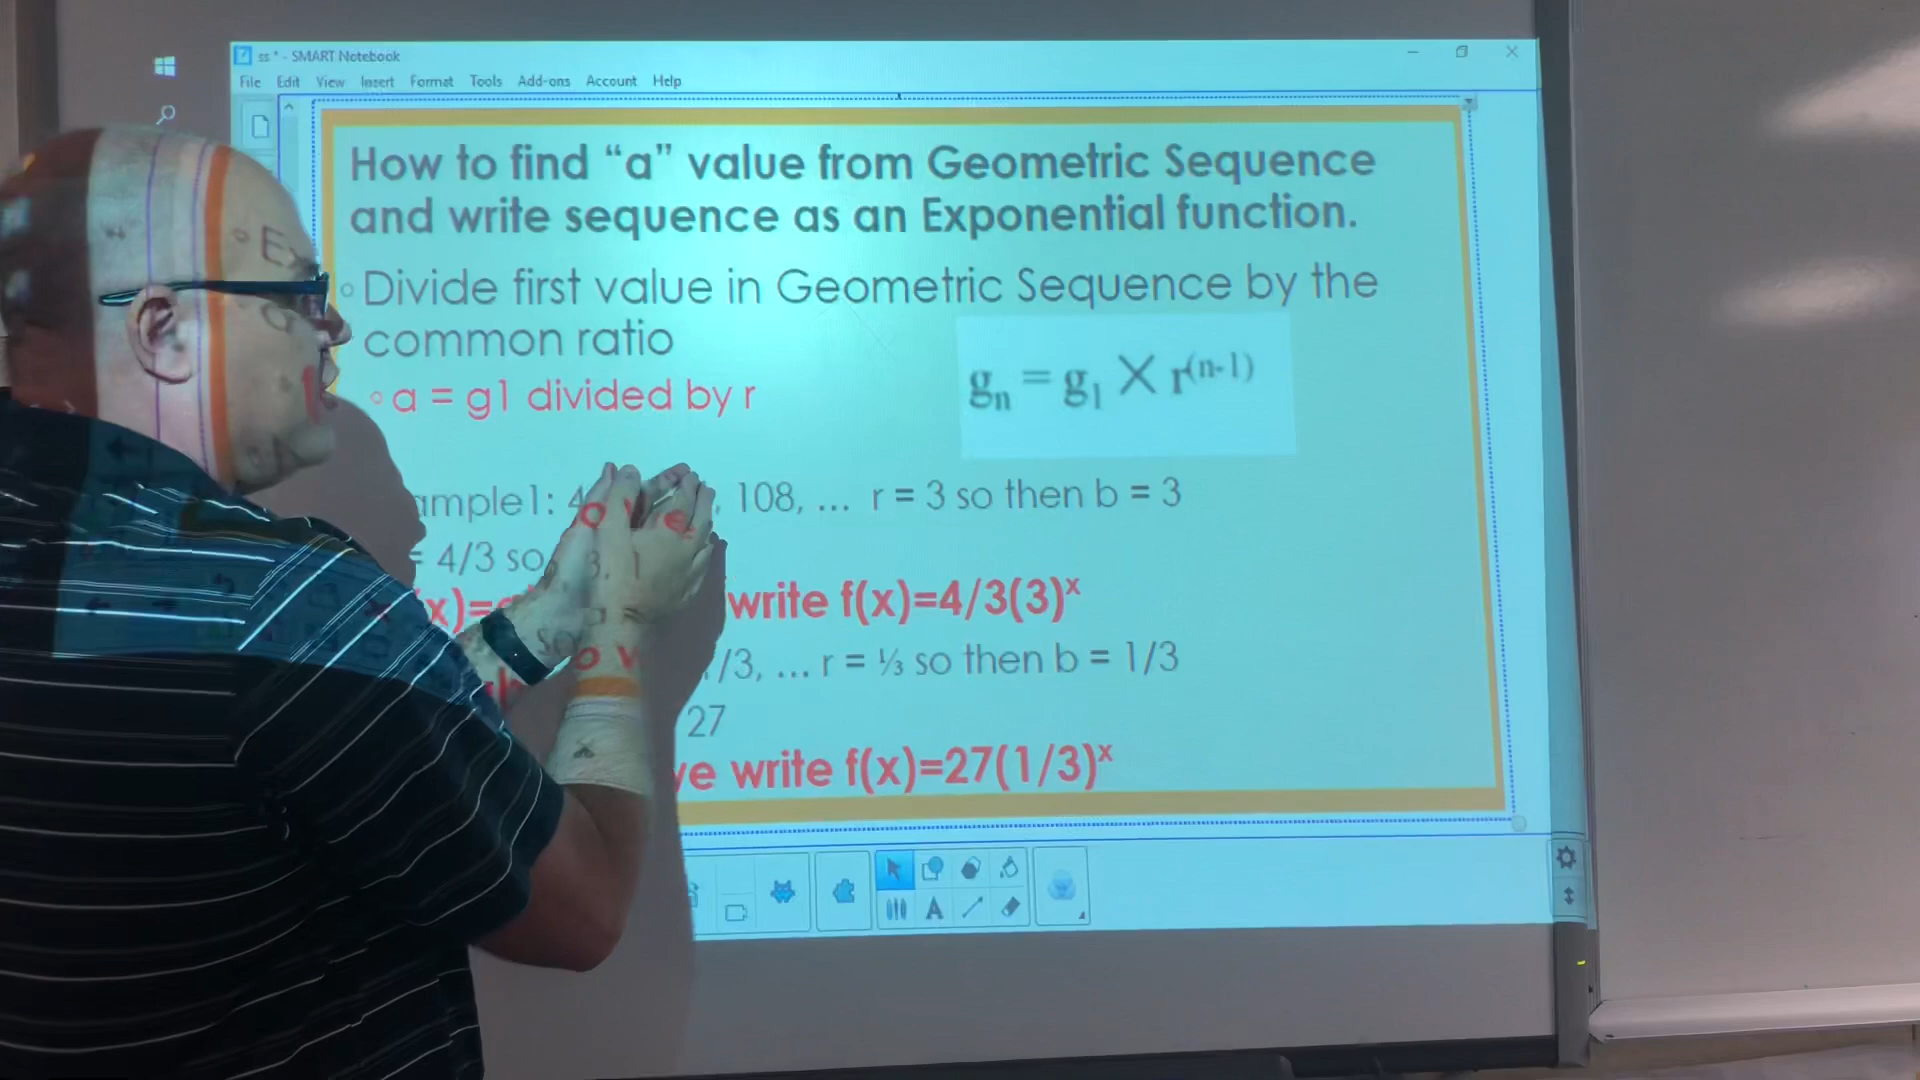 ss * - SMART Notebook
File Edit View Insert Format Tools Add-ons Account Help
How to find “a” value from Geometric Sequence
and write sequence as an Exponential function.
Divide first value in Geometric Sequence by the
common ratio
a = g1 divided by r
gₙ = g₁ X r⁽ⁿ⁻¹⁾
ample1: 4 , 108, ... r = 3 so then b = 3
= 4/3 so
(x)= write f(x)=4/3(3)ˣ
/3, ... r = ⅓ so then b = 1/3
27
write f(x)=27(1/3)ˣ